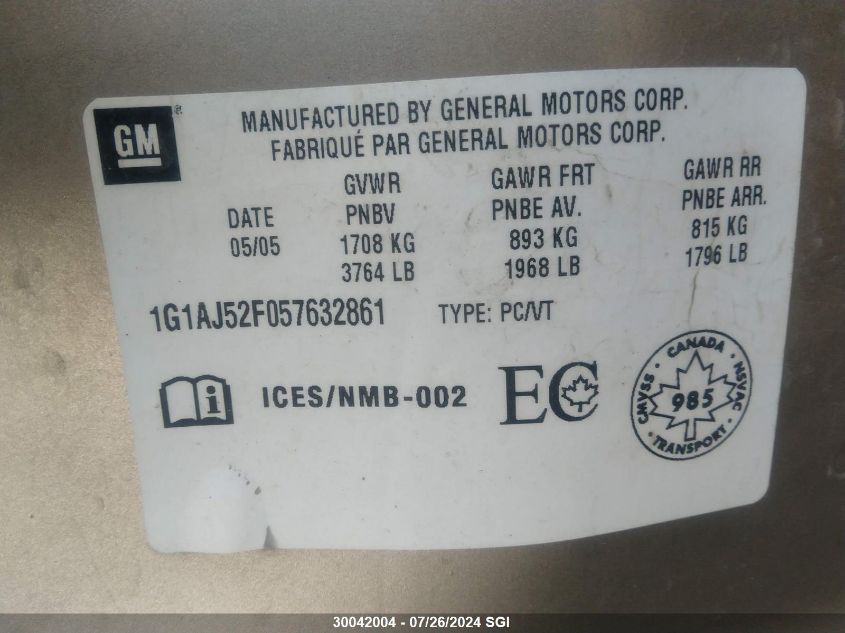 GM ®
MANUFACTURED BY GENERAL MOTORS CORP.
FABRIQUÉ PAR GENERAL MOTORS CORP.
GVWR GAWR FRT GAWR RR
DATE PNBV PNBE AV. PNBE ARR.
05/05 1708 KG 893 KG 815 KG
3764 LB 1968 LB 1796 LB
1G1AJ52F057632861 TYPE: PC/VT
i ICES/NMB-002 EC
CANADA
CMVSS 985 NSVAC
TRANSPORT
30042004 - 07/26/2024 SGI